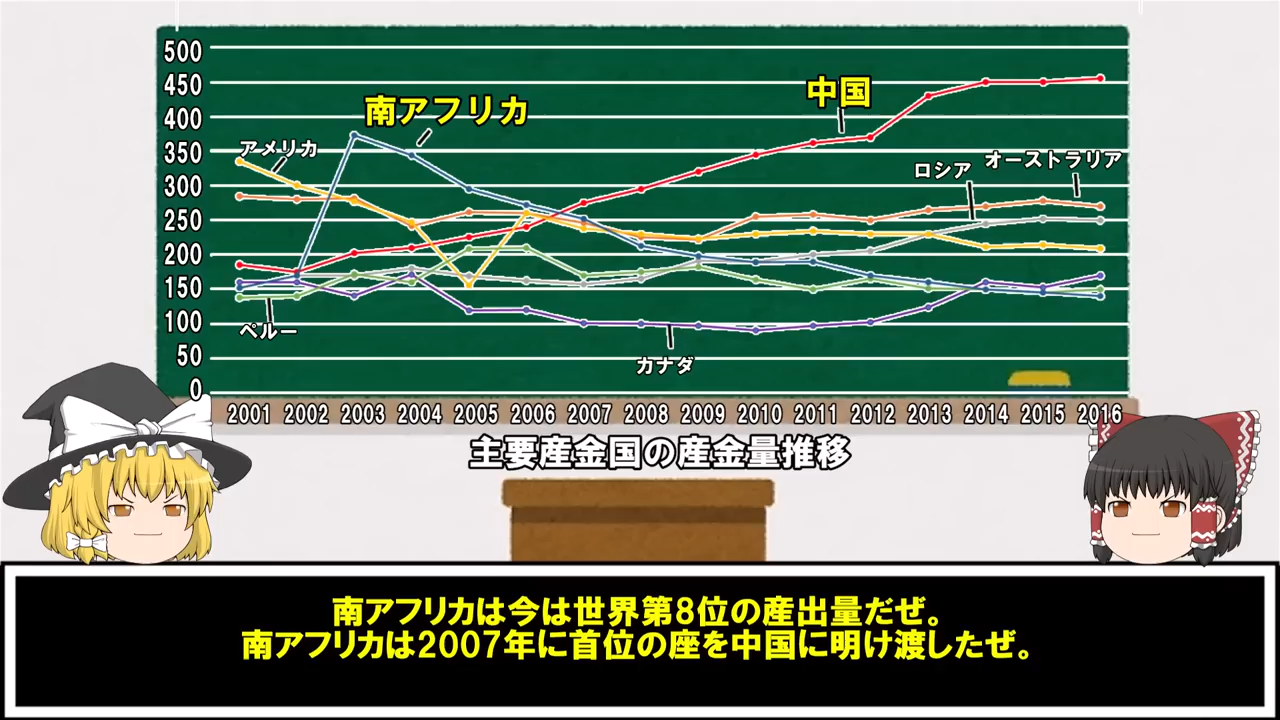 500
450
400
350
300
250
200
150
100
50
0
南アフリカ
中国
アメリカ
ロシア
オーストラリア
ペルー
カナダ
2001 2002 2003 2004 2005 2006 2007 2008 2009 2010 2011 2012 2013 2014 2015 2016
主要産金国の産金量推移
南アフリカは今は世界第8位の産出量だぜ。
南アフリカは2007年に首位の座を中国に明け渡したぜ。